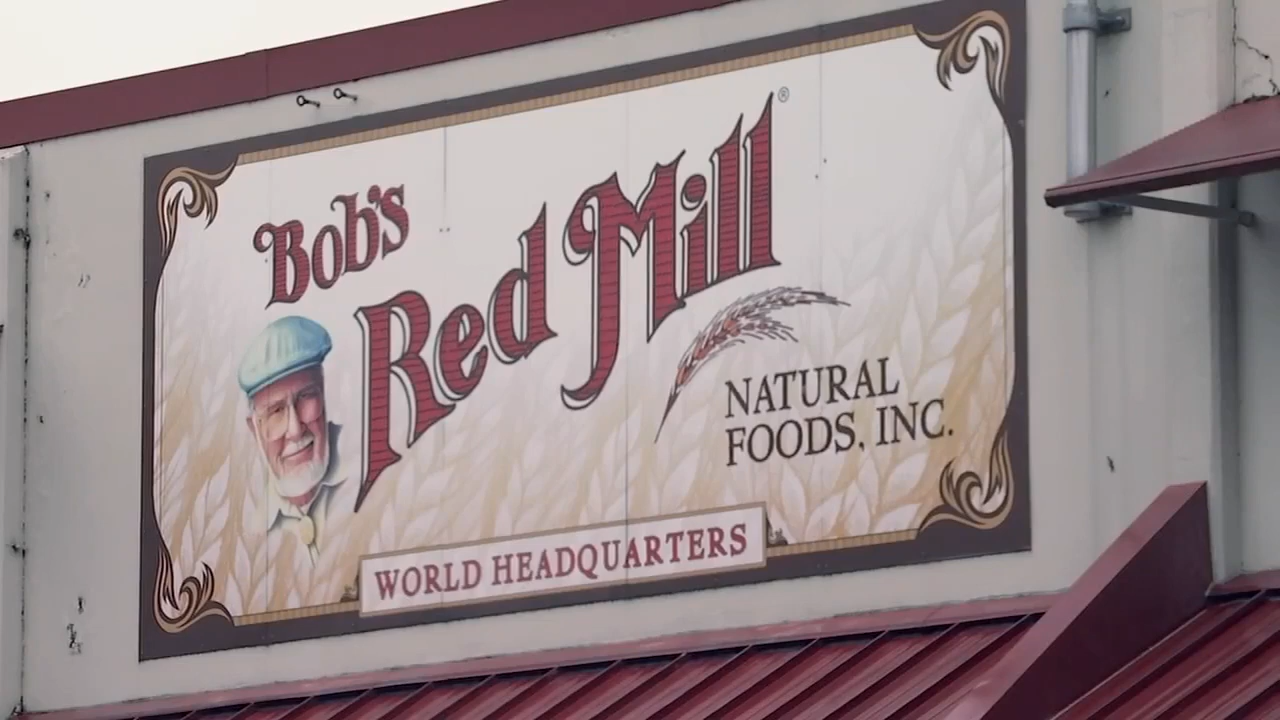 Bob's
Red Mill®
NATURAL
FOODS, INC.
WORLD HEADQUARTERS